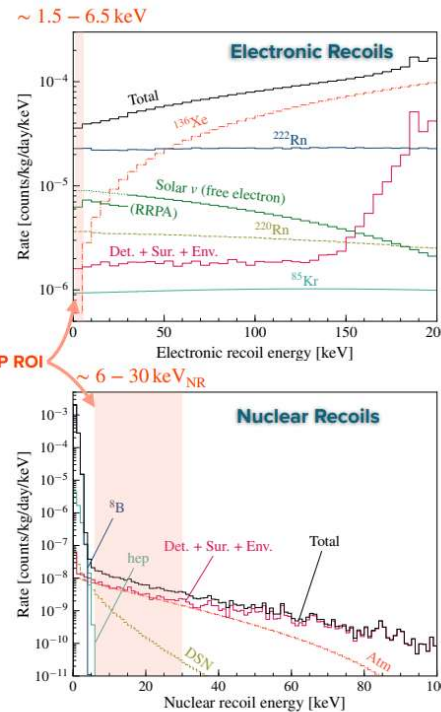 ~ 1.5 – 6.5 keV
Electronic Recoils
Rate [counts/kg/day/keV]
10⁻⁴
10⁻⁵
10⁻⁶
Total
¹³⁶Xe
²²²Rn
Solar ν (free electron)
(RRPA)
²²⁰Rn
Det. + Sur. + Env.
⁸⁵Kr
0 50 100 150 200
Electronic recoil energy [keV]
P ROI
~ 6 – 30 keV_NR
Nuclear Recoils
Rate [counts/kg/day/keV]
10⁻³
10⁻⁴
10⁻⁵
10⁻⁶
10⁻⁷
10⁻⁸
10⁻⁹
10⁻¹⁰
10⁻¹¹
⁸B
hep
Det. + Sur. + Env.
Total
DSN
Atm
0 20 40 60 80 100
Nuclear recoil energy [keV]